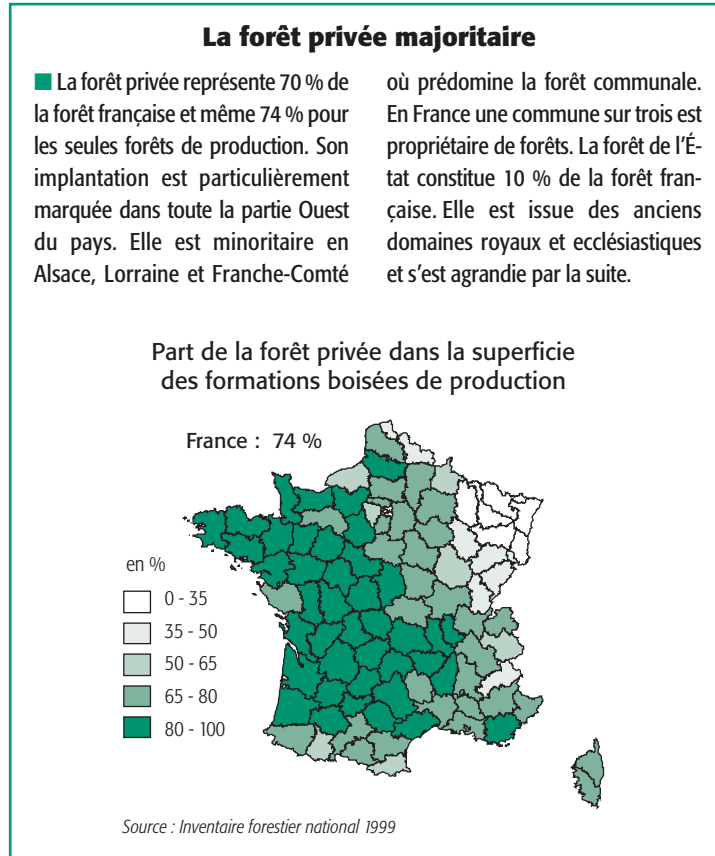 La forêt privée majoritaire
La forêt privée représente 70 % de
la forêt française et même 74 % pour
les seules forêts de production. Son
implantation est particulièrement
marquée dans toute la partie Ouest
du pays. Elle est minoritaire en
Alsace, Lorraine et Franche-Comté
où prédomine la forêt communale.
En France une commune sur trois est
propriétaire de forêts. La forêt de l'É-
tat constitue 10 % de la forêt fran-
çaise. Elle est issue des anciens
domaines royaux et ecclésiastiques
et s'est agrandie par la suite.
Part de la forêt privée dans la superficie
des formations boisées de production
France : 74 %
en %
0 - 35
35 - 50
50 - 65
65 - 80
80 - 100
Source : Inventaire forestier national 1999